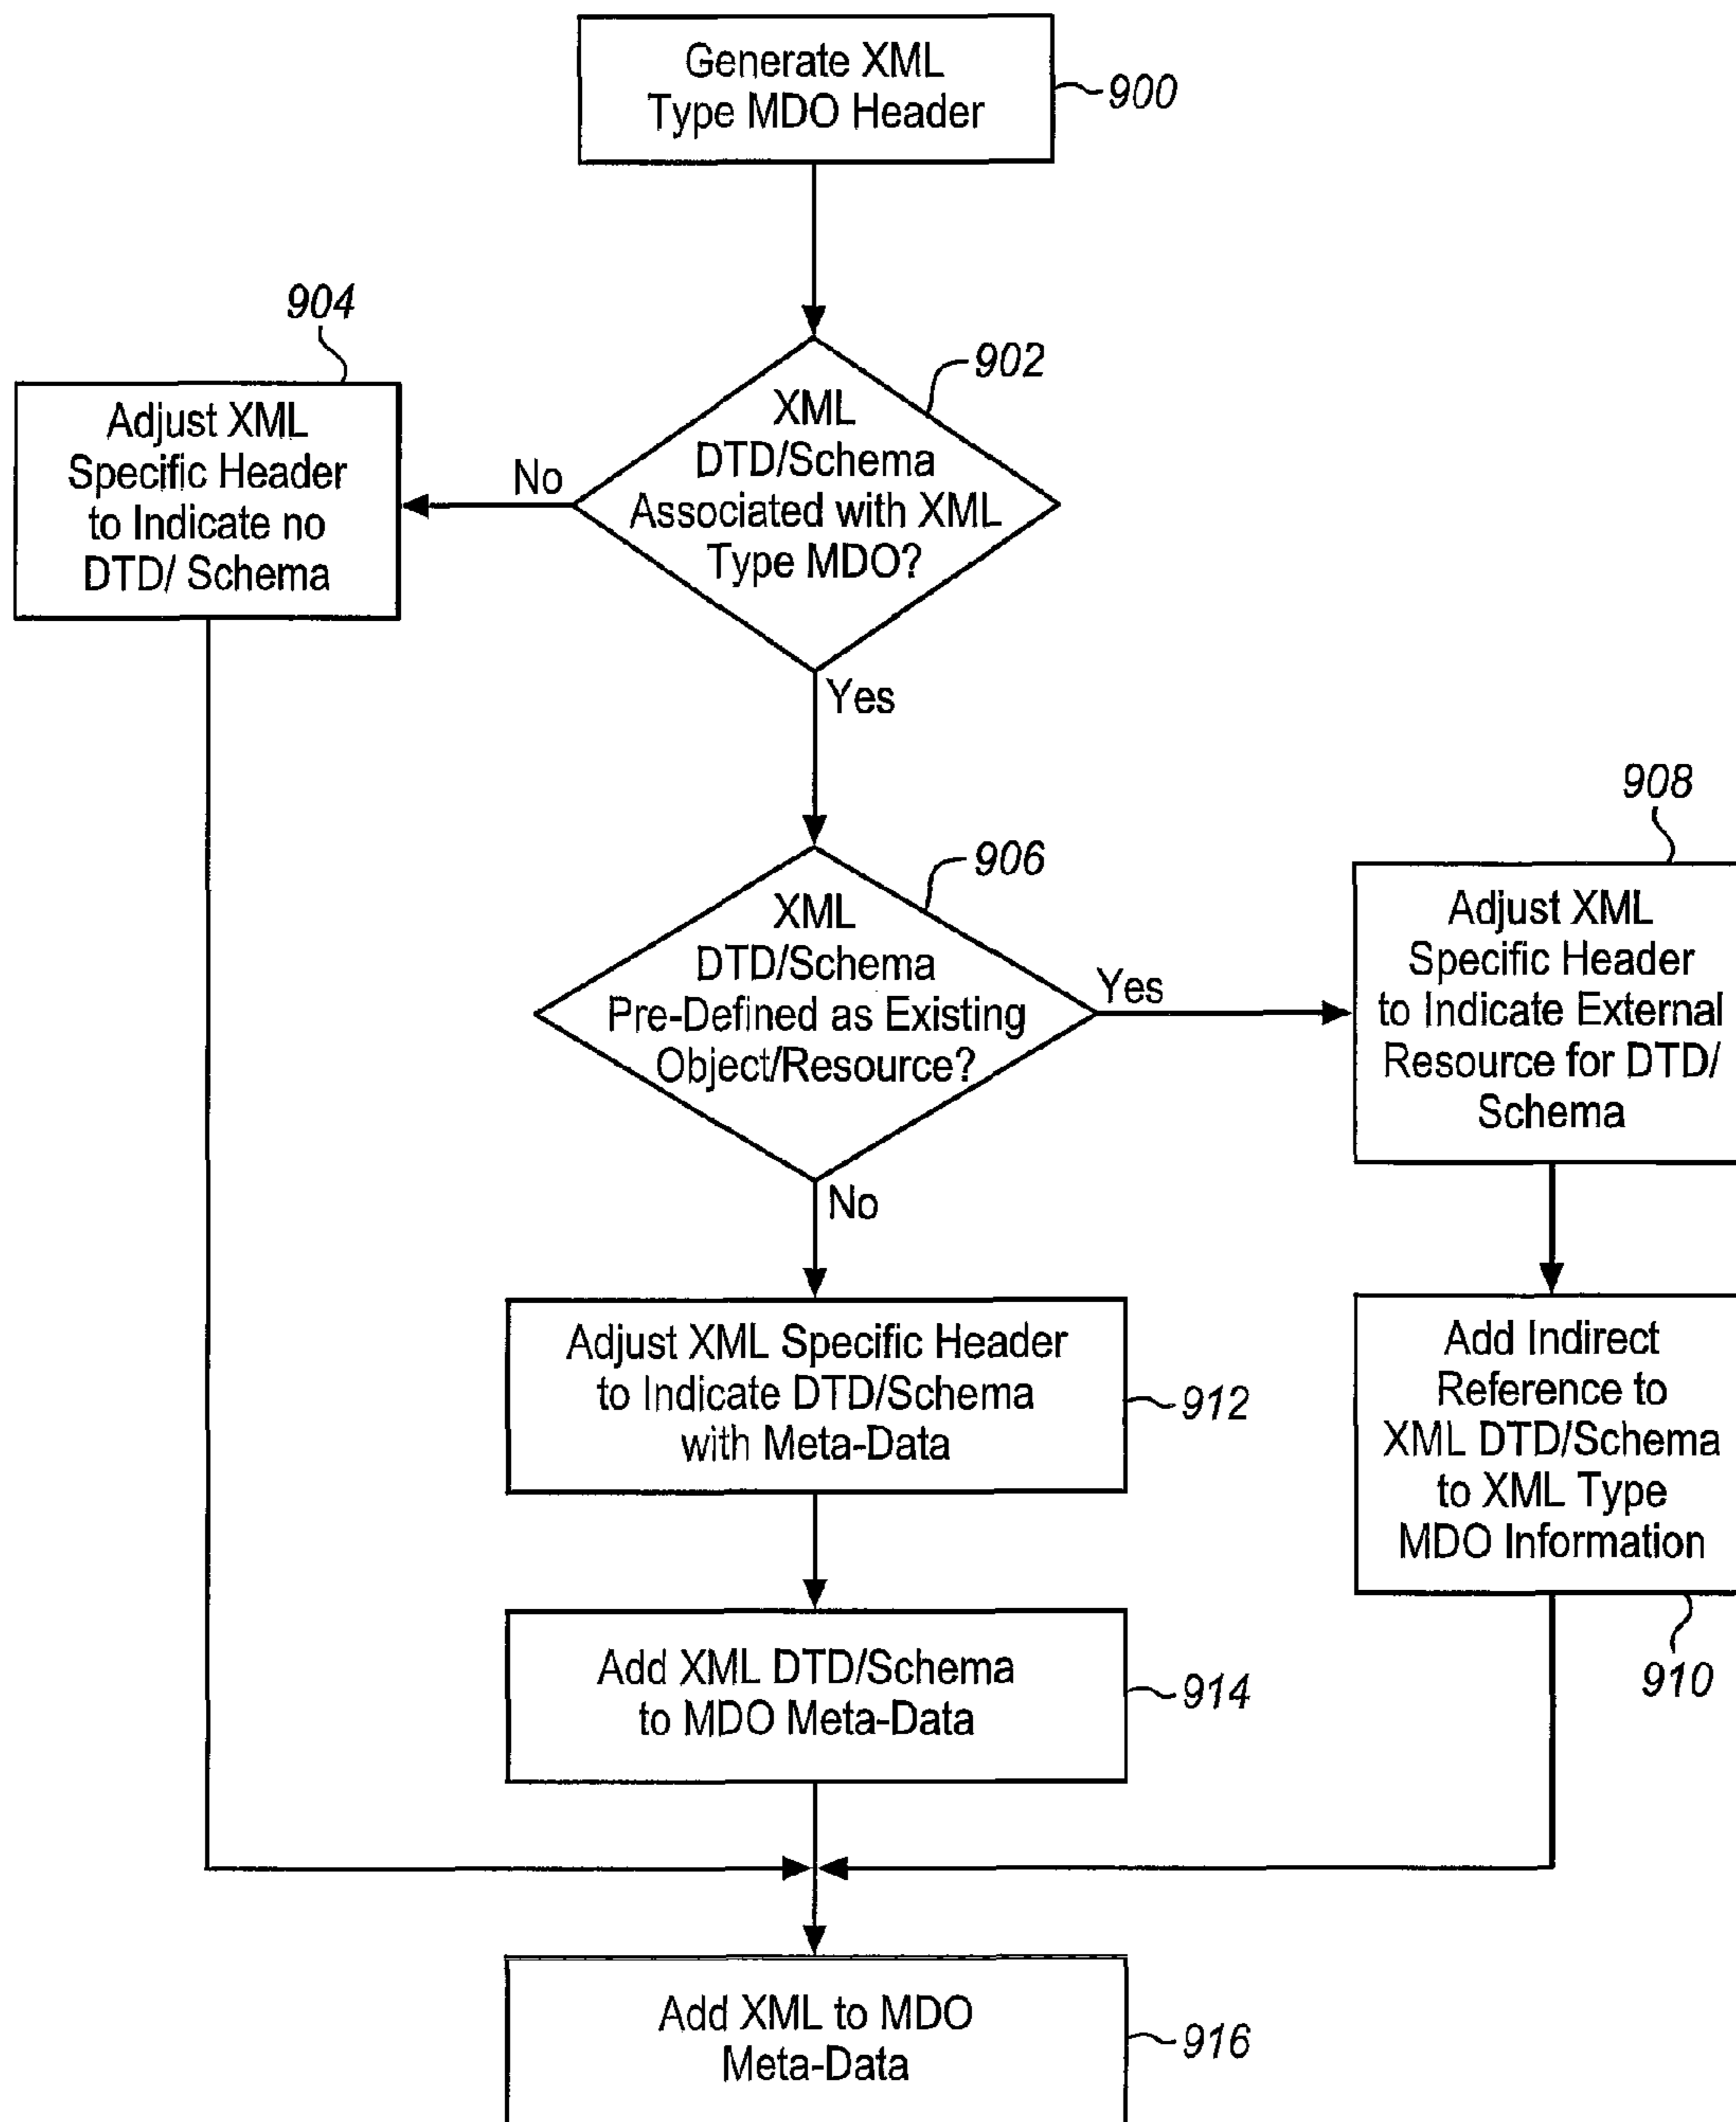 Generate XML
Type MDO Header
900
904
902
XML
DTD/Schema
Associated with XML
Type MDO?
No
Adjust XML
Specific Header
to Indicate no
DTD/ Schema
Yes
908
906
XML
DTD/Schema
Pre-Defined as Existing
Object/Resource?
Yes
Adjust XML
Specific Header
to Indicate External
Resource for DTD/
Schema
No
Adjust XML Specific Header
to Indicate DTD/Schema
with Meta-Data
912
Add Indirect
Reference to
XML DTD/Schema
to XML Type
MDO Information
910
Add XML DTD/Schema
to MDO Meta-Data
914
Add XML to MDO
Meta-Data
916